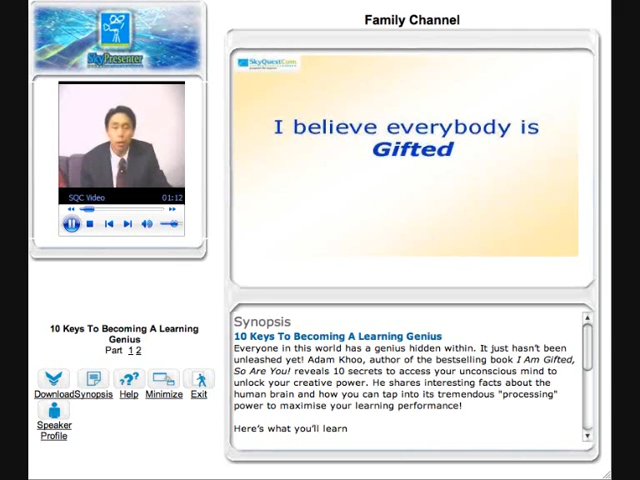 Family Channel
SkyPresenter
SkyQuestCom
I believe everybody is
Gifted
SQC Video 01:12
10 Keys To Becoming A Learning
Genius
Part 1 2
Download Synopsis Help Minimize Exit
Speaker
Profile
Synopsis
10 Keys To Becoming A Learning Genius
Everyone in this world has a genius hidden within. It just hasn't been
unleashed yet! Adam Khoo, author of the bestselling book I Am Gifted,
So Are You! reveals 10 secrets to access your unconscious mind to
unlock your creative power. He shares interesting facts about the
human brain and how you can tap into its tremendous "processing"
power to maximise your learning performance!
Here's what you'll learn